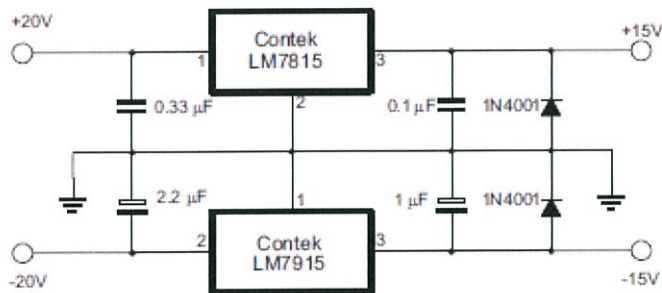 +20V
+15V
Contek
LM7815
1
3
2
0.33 μF
0.1 μF
1N4001
2.2 μF
1
1 μF
1N4001
Contek
LM7915
2
3
-20V
-15V